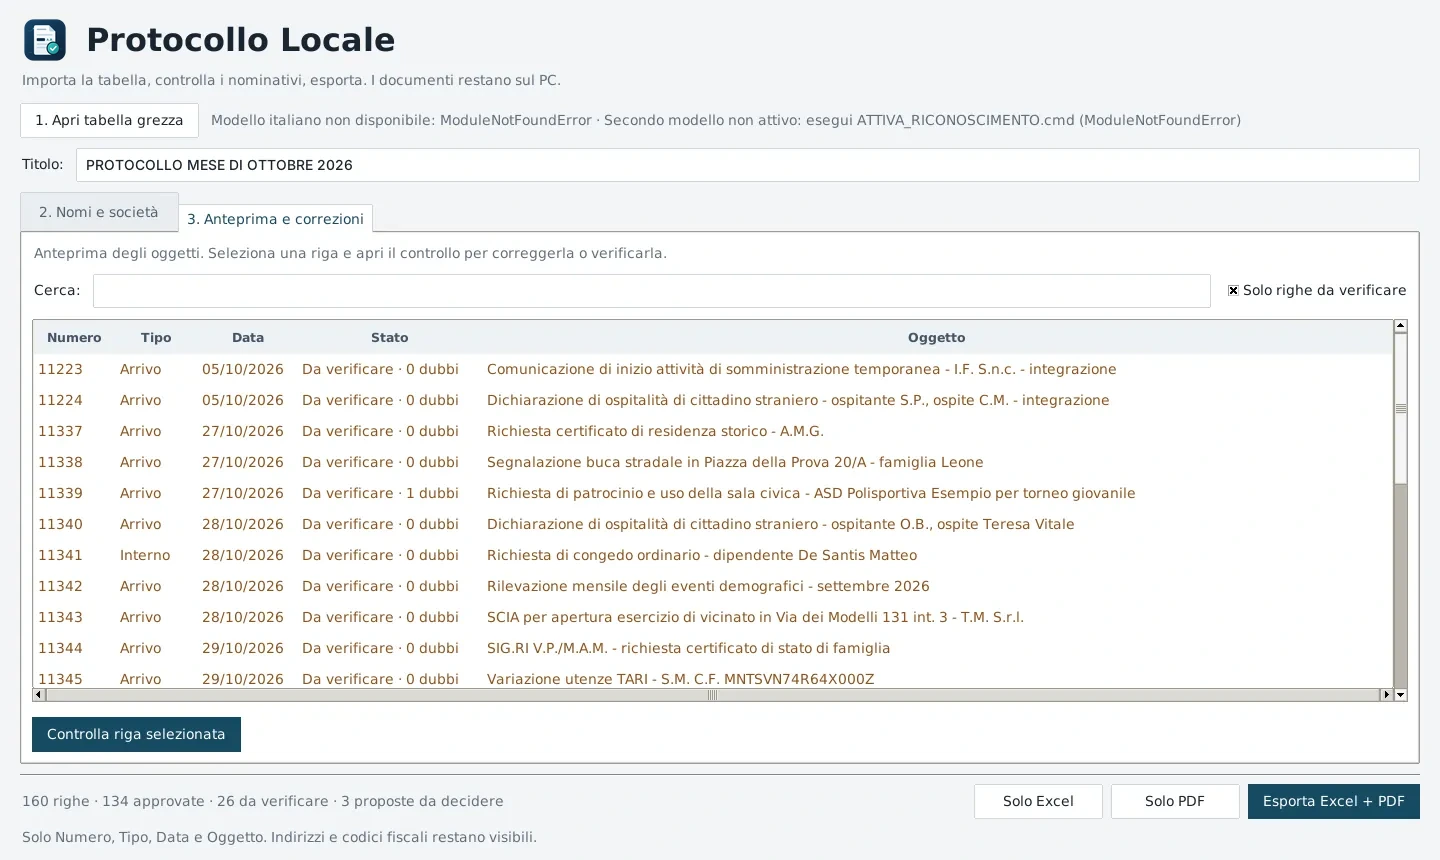 Protocollo Locale
Importa la tabella, controlla i nominativi, esporta. I documenti restano sul PC.
1. Apri tabella grezza
Modello italiano non disponibile: ModuleNotFoundError · Secondo modello non attivo: esegui ATTIVA_RICONOSCIMENTO.cmd (ModuleNotFoundError)
Titolo: PROTOCOLLO MESE DI OTTOBRE 2026
2. Nomi e società
3. Anteprima e correzioni
Anteprima degli oggetti. Seleziona una riga e apri il controllo per correggerla o verificarla.
Cerca:
Solo righe da verificare
Numero Tipo Data Stato Oggetto
11223 Arrivo 05/10/2026 Da verificare · 0 dubbi Comunicazione di inizio attività di somministrazione temporanea - I.F. S.n.c. - integrazione
11224 Arrivo 05/10/2026 Da verificare · 0 dubbi Dichiarazione di ospitalità di cittadino straniero - ospitante S.P., ospite C.M. - integrazione
11337 Arrivo 27/10/2026 Da verificare · 0 dubbi Richiesta certificato di residenza storico - A.M.G.
11338 Arrivo 27/10/2026 Da verificare · 0 dubbi Segnalazione buca stradale in Piazza della Prova 20/A - famiglia Leone
11339 Arrivo 27/10/2026 Da verificare · 1 dubbi Richiesta di patrocinio e uso della sala civica - ASD Polisportiva Esempio per torneo giovanile
11340 Arrivo 28/10/2026 Da verificare · 0 dubbi Dichiarazione di ospitalità di cittadino straniero - ospitante O.B., ospite Teresa Vitale
11341 Interno 28/10/2026 Da verificare · 0 dubbi Richiesta di congedo ordinario - dipendente De Santis Matteo
11342 Arrivo 28/10/2026 Da verificare · 0 dubbi Rilevazione mensile degli eventi demografici - settembre 2026
11343 Arrivo 28/10/2026 Da verificare · 0 dubbi SCIA per apertura esercizio di vicinato in Via dei Modelli 131 int. 3 - T.M. S.r.l.
11344 Arrivo 29/10/2026 Da verificare · 0 dubbi SIG.RI V.P./M.A.M. - richiesta certificato di stato di famiglia
11345 Arrivo 29/10/2026 Da verificare · 0 dubbi Variazione utenze TARI - S.M. C.F. MNTSVN74R64X000Z
Controlla riga selezionata
160 righe · 134 approvate · 26 da verificare · 3 proposte da decidere
Solo Excel
Solo PDF
Esporta Excel + PDF
Solo Numero, Tipo, Data e Oggetto. Indirizzi e codici fiscali restano visibili.